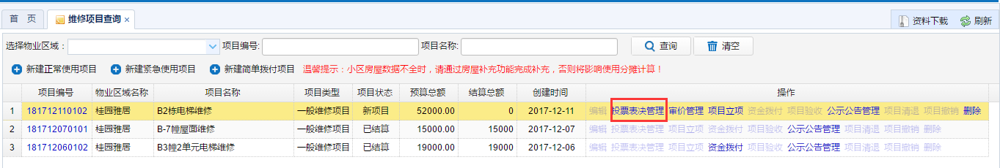 首 页 维修项目查询 × 资料下载 刷新
选择物业区域： 项目编号: 项目名称: 查询 清空
新建正常使用项目 新建紧急使用项目 新建简单拨付项目 温馨提示：小区房屋数据不全时，请通过房屋补充功能完成补充，否则将影响使用分摊计算！
项目编号 物业区域名称 项目名称 项目类型 项目状态 预算总额 结算总额 创建时间 操作
1 181712110102 桂园雅居 B2栋电梯维修 一般维修项目 新项目 52000.00 0 2017-12-11 编辑 投票表决管理 审价管理 项目立项 资金拨付 项目验收 公示公告管理 项目清退 项目撤销 删除
2 181712070101 桂园雅居 B-7幢屋面维修 一般维修项目 已结算 15000.00 15000 2017-12-07 编辑 投票表决管理 项目立项 资金拨付 项目验收 公示公告管理 项目清退 项目撤销 删除
3 181712060102 桂园雅居 B3幢2单元电梯维修 一般维修项目 已结算 19000.00 19000 2017-12-06 编辑 投票表决管理 项目立项 资金拨付 项目验收 公示公告管理 项目清退 项目撤销 删除